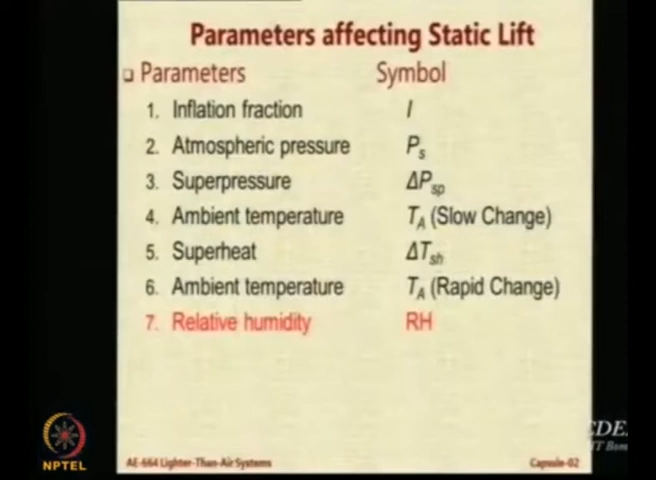 Parameters affecting Static Lift
❑ Parameters Symbol
1. Inflation fraction I
2. Atmospheric pressure Ps
3. Superpressure ΔPsp
4. Ambient temperature TA (Slow Change)
5. Superheat ΔTsh
6. Ambient temperature TA (Rapid Change)
7. Relative humidity RH
NPTEL
AE-664 Lighter-Than-Air Systems Capsule-02